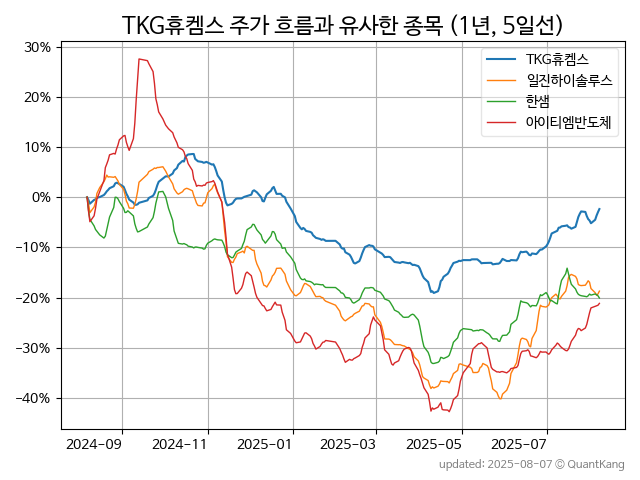 TKG휴켐스 주가 흐름과 유사한 종목 (1년, 5일선)
30%
20%
10%
0%
−10%
−20%
−30%
−40%
TKG휴켐스
일진하이솔루스
한샘
아이티엠반도체
2024-09
2024-11
2025-01
2025-03
2025-05
2025-07
updated: 2025-08-07 © QuantKang